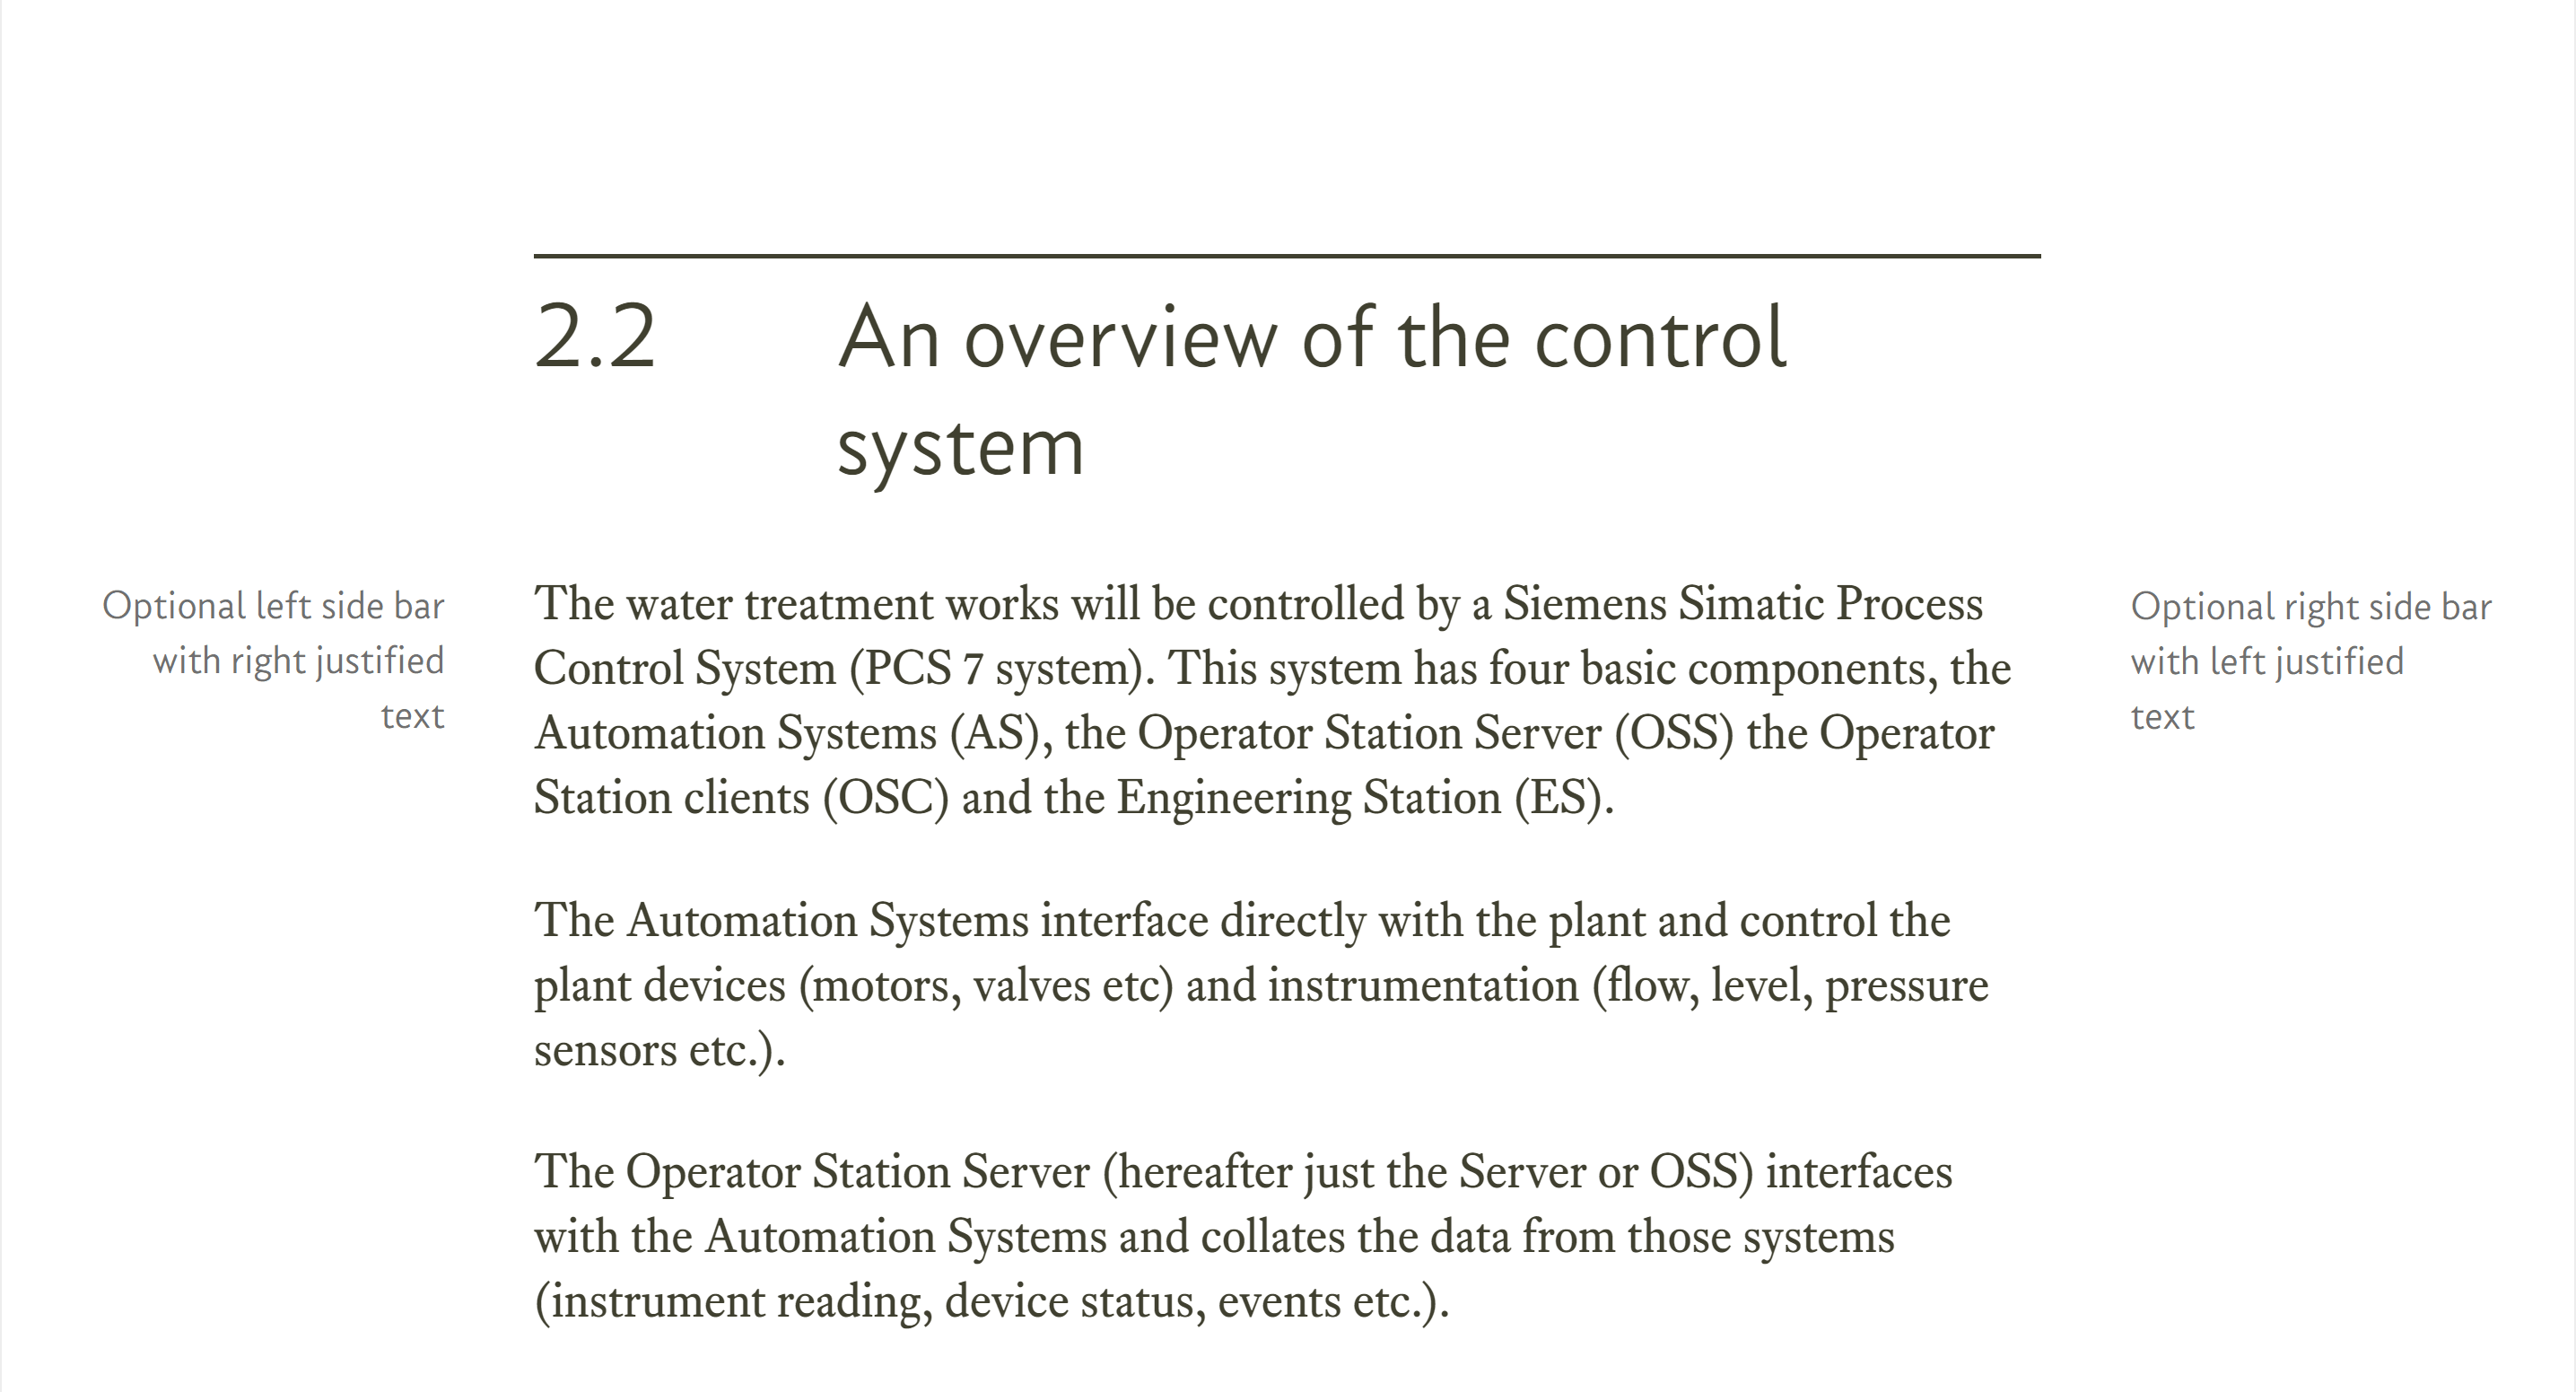 2.2 An overview of the control
system
Optional left side bar
with right justified
text
The water treatment works will be controlled by a Siemens Simatic Process
Control System (PCS 7 system). This system has four basic components, the
Automation Systems (AS), the Operator Station Server (OSS) the Operator
Station clients (OSC) and the Engineering Station (ES).
Optional right side bar
with left justified
text
The Automation Systems interface directly with the plant and control the
plant devices (motors, valves etc) and instrumentation (flow, level, pressure
sensors etc.).
The Operator Station Server (hereafter just the Server or OSS) interfaces
with the Automation Systems and collates the data from those systems
(instrument reading, device status, events etc.).